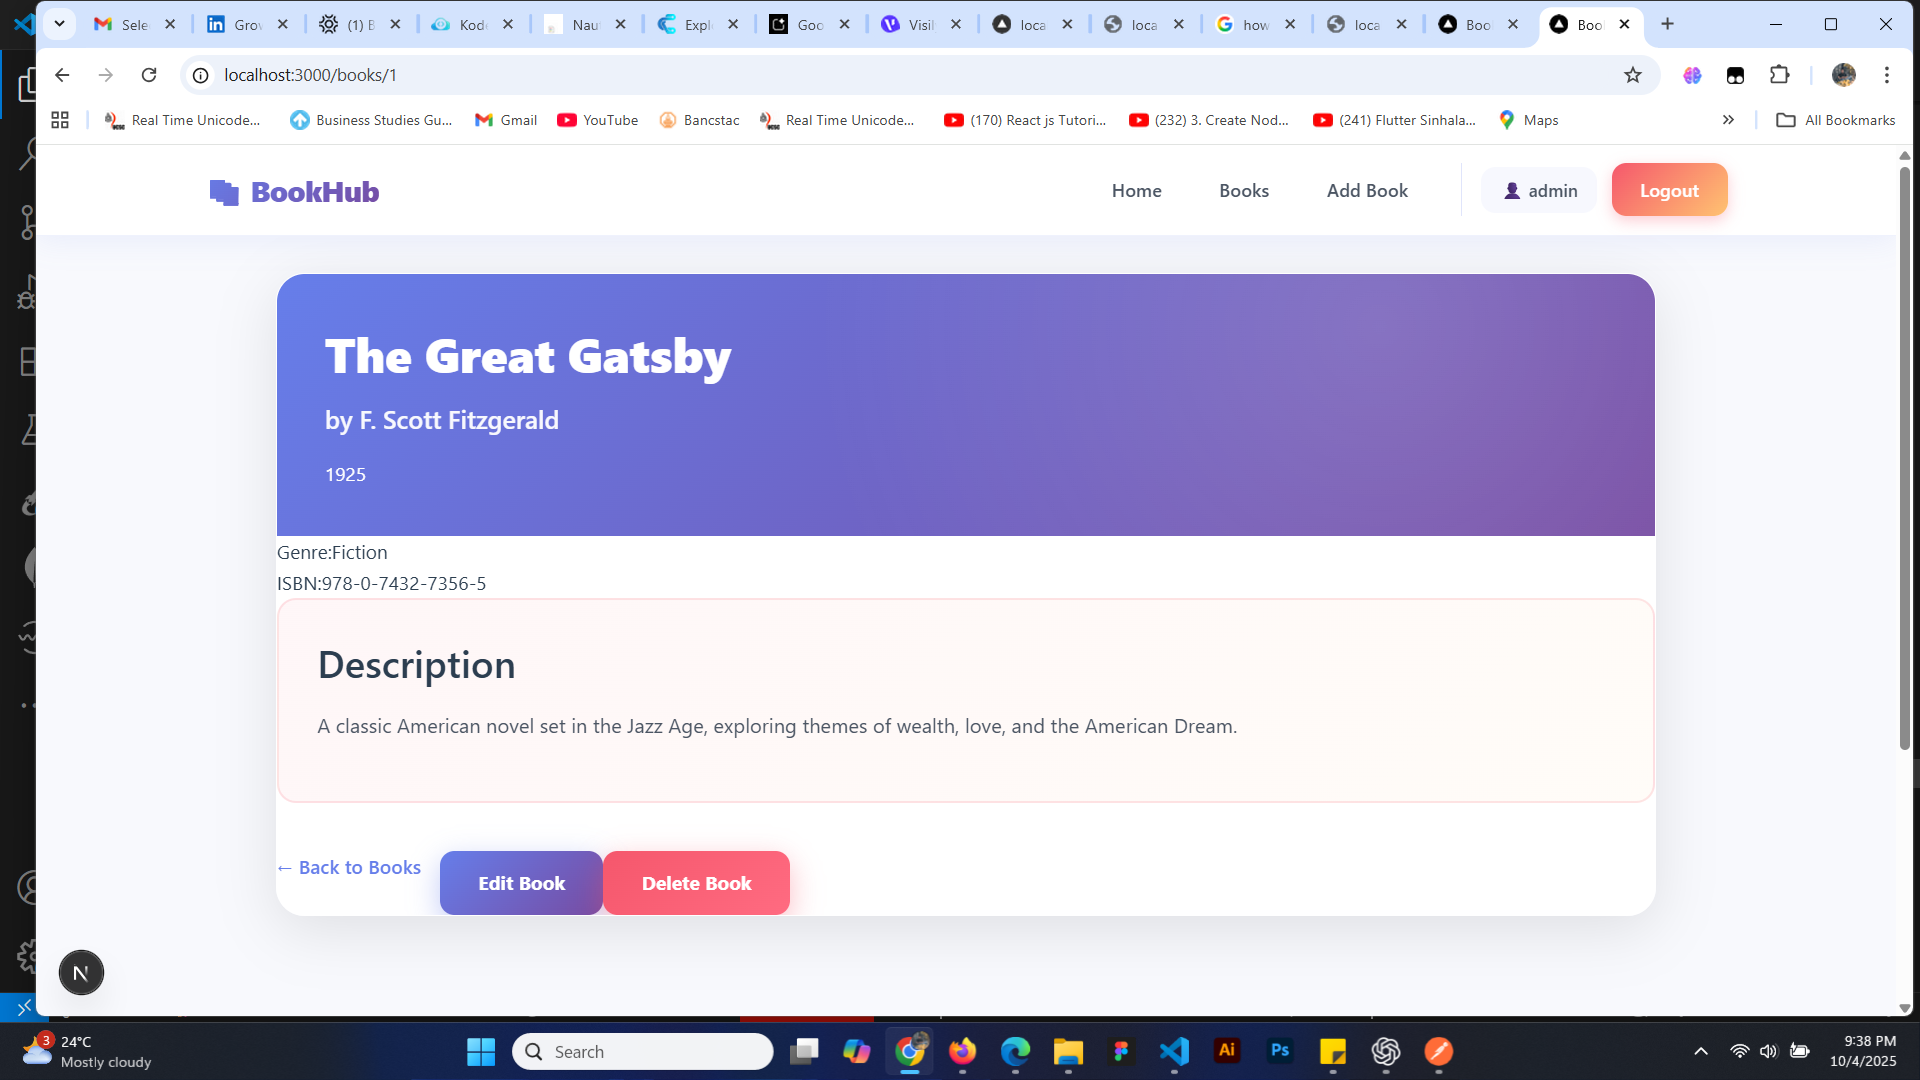 Sele
Grow
(1) B
Kode
Nau
Expl
Goo
Visil
loca
loca
how
loca
Boo
Boo
localhost:3000/books/1
Real Time Unicode...
Business Studies Gu...
Gmail
YouTube
Bancstac
Real Time Unicode...
(170) React js Tutori...
(232) 3. Create Nod...
(241) Flutter Sinhala...
Maps
All Bookmarks
BookHub
Home
Books
Add Book
admin
Logout
The Great Gatsby
by F. Scott Fitzgerald
1925
Genre:Fiction
ISBN:978-0-7432-7356-5
Description
A classic American novel set in the Jazz Age, exploring themes of wealth, love, and the American Dream.
← Back to Books
Edit Book
Delete Book
N
3
24°C
Mostly cloudy
Search
Ai
Ps
9:38 PM
10/4/2025